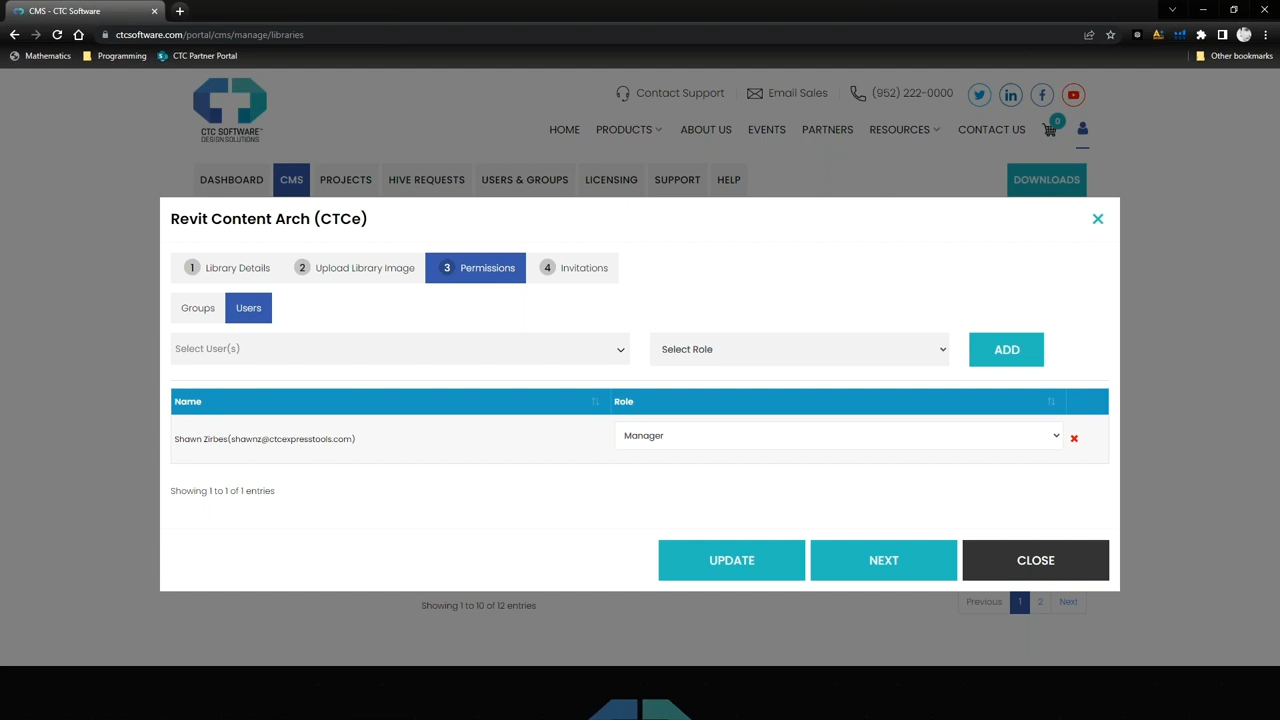 CMS - CTC Software
ctcsoftware.com/portal/cms/manage/libraries
Mathematics Programming CTC Partner Portal Other bookmarks
Contact Support Email Sales (952) 222-0000
CTC SOFTWARE
DESIGN SOLUTIONS
HOME PRODUCTS ABOUT US EVENTS PARTNERS RESOURCES CONTACT US 0
DASHBOARD CMS PROJECTS HIVE REQUESTS USERS & GROUPS LICENSING SUPPORT HELP DOWNLOADS
Revit Content Arch (CTCe)
1 Library Details 2 Upload Library Image 3 Permissions 4 Invitations
Groups Users
Select User(s) Select Role ADD
Name Role
Shawn Zirbes(shawnz@ctcexpresstools.com) Manager
Showing 1 to 1 of 1 entries
UPDATE NEXT CLOSE
Showing 1 to 10 of 12 entries Previous 1 2 Next